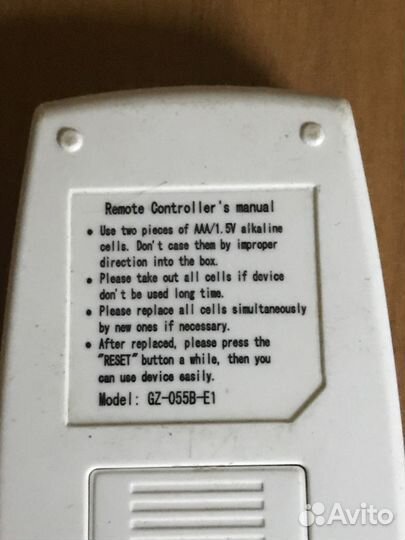 Remote Controller's manual
• Use two pieces of AAA/1.5V alkaline
cells. Don't case them by improper
direction into the box.
• Please take out all cells if device
don't be used long time.
• Please replace all cells simultaneously
by new ones if necessary.
• After replaced, please press the
"RESET" button a while, then you
can use device easily.
Model: GZ-055B-E1
Avito